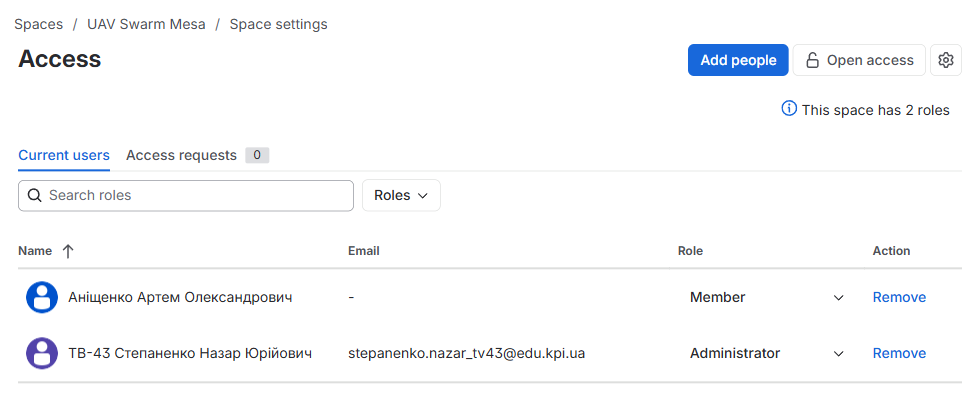 Spaces / UAV Swarm Mesa / Space settings
Access
Add people
Open access
This space has 2 roles
Current users Access requests 0
Search roles Roles
Name Email Role Action
Аніщенко Артем Олександрович - Member Remove
ТВ-43 Степаненко Назар Юрійович stepanenko.nazar_tv43@edu.kpi.ua Administrator Remove